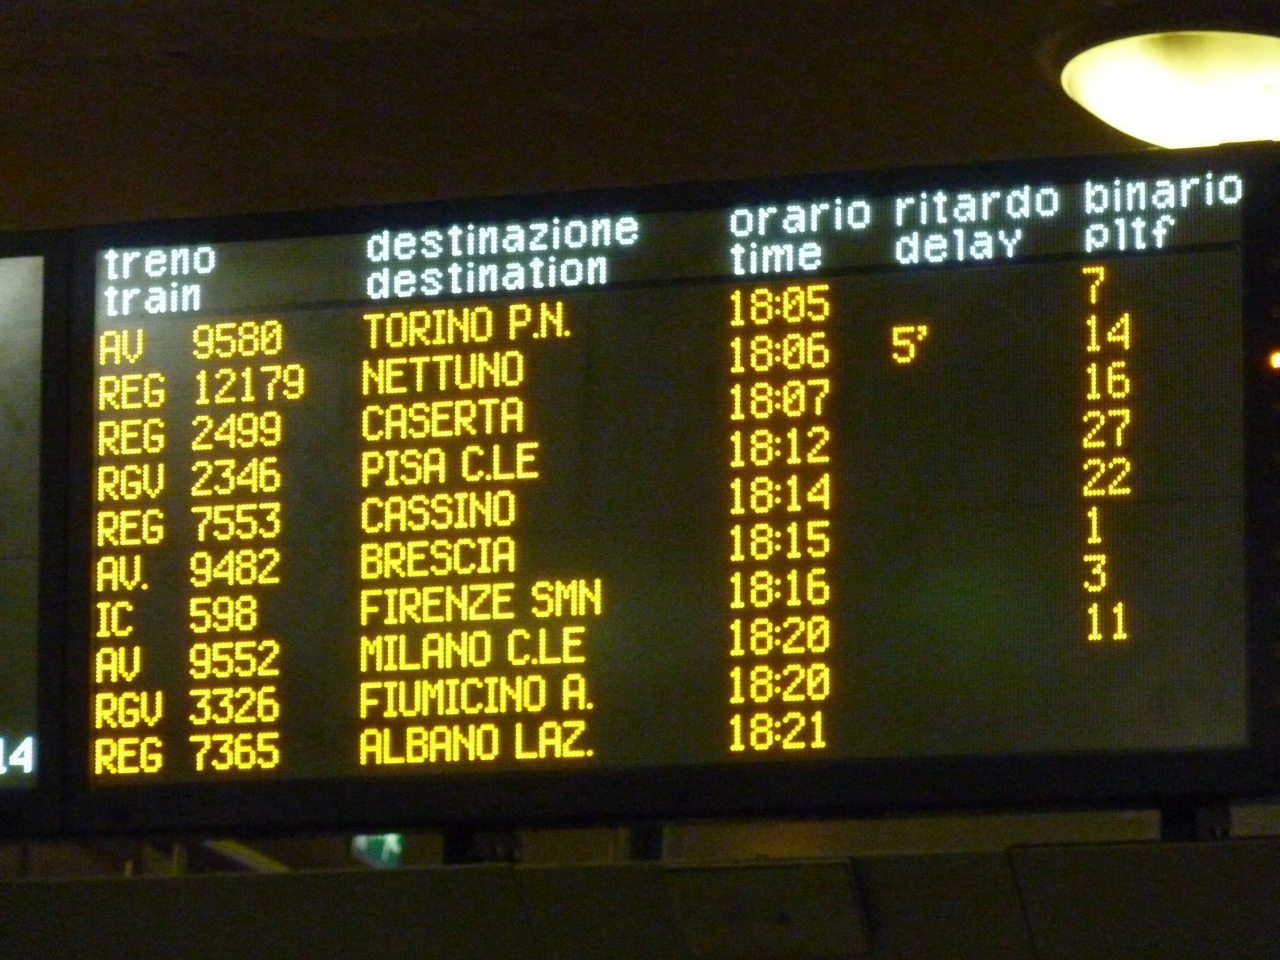 treno destinazione orario ritardo binario
train destination time delay pltf
AV 9580 TORINO P.N. 18:05 7
REG 12179 NETTUNO 18:06 5' 14
REG 2499 CASERTA 18:07 16
RGV 2346 PISA C.LE 18:12 27
REG 7553 CASSINO 18:14 22
AV. 9482 BRESCIA 18:15 1
IC 598 FIRENZE SMN 18:16 3
AV 9552 MILANO C.LE 18:20 11
RGV 3326 FIUMICINO A. 18:20
REG 7365 ALBANO LAZ. 18:21
14